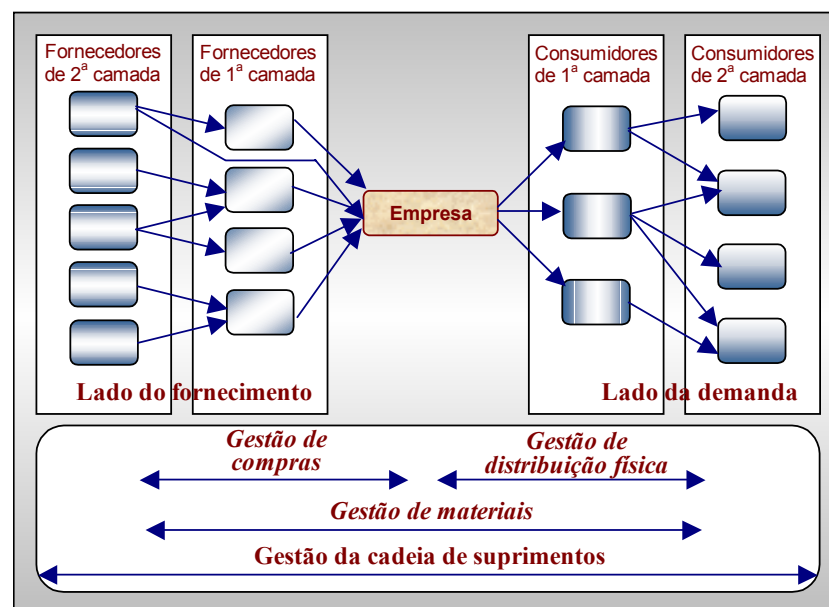 Fornecedores
de 2ª camada
Fornecedores
de 1ª camada
Consumidores
de 1ª camada
Consumidores
de 2ª camada
Empresa
Lado do fornecimento
Lado da demanda
Gestão de
compras
Gestão de
distribuição física
Gestão de materiais
Gestão da cadeia de suprimentos